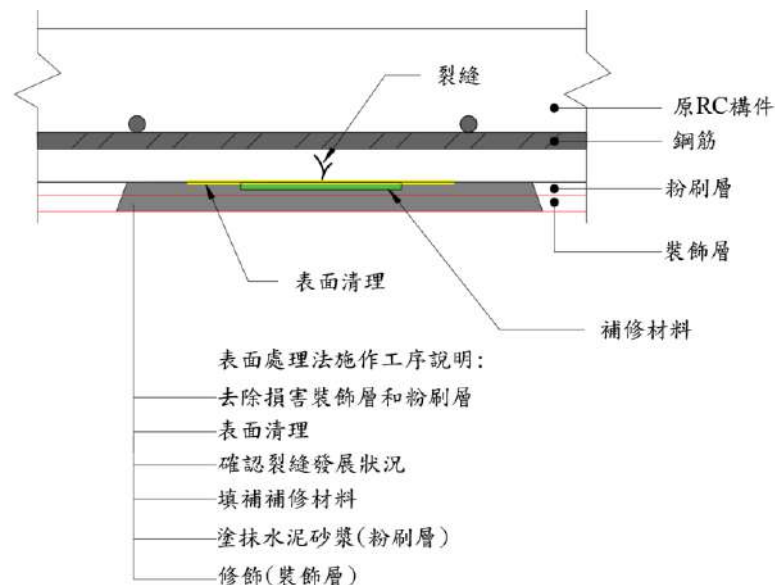 裂縫
原RC構件
鋼筋
粉刷層
裝飾層
表面清理
補修材料
表面處理法施作工序說明:
去除損害裝飾層和粉刷層
表面清理
確認裂縫發展狀況
填補補修材料
塗抹水泥砂漿(粉刷層)
修飾(裝飾層)